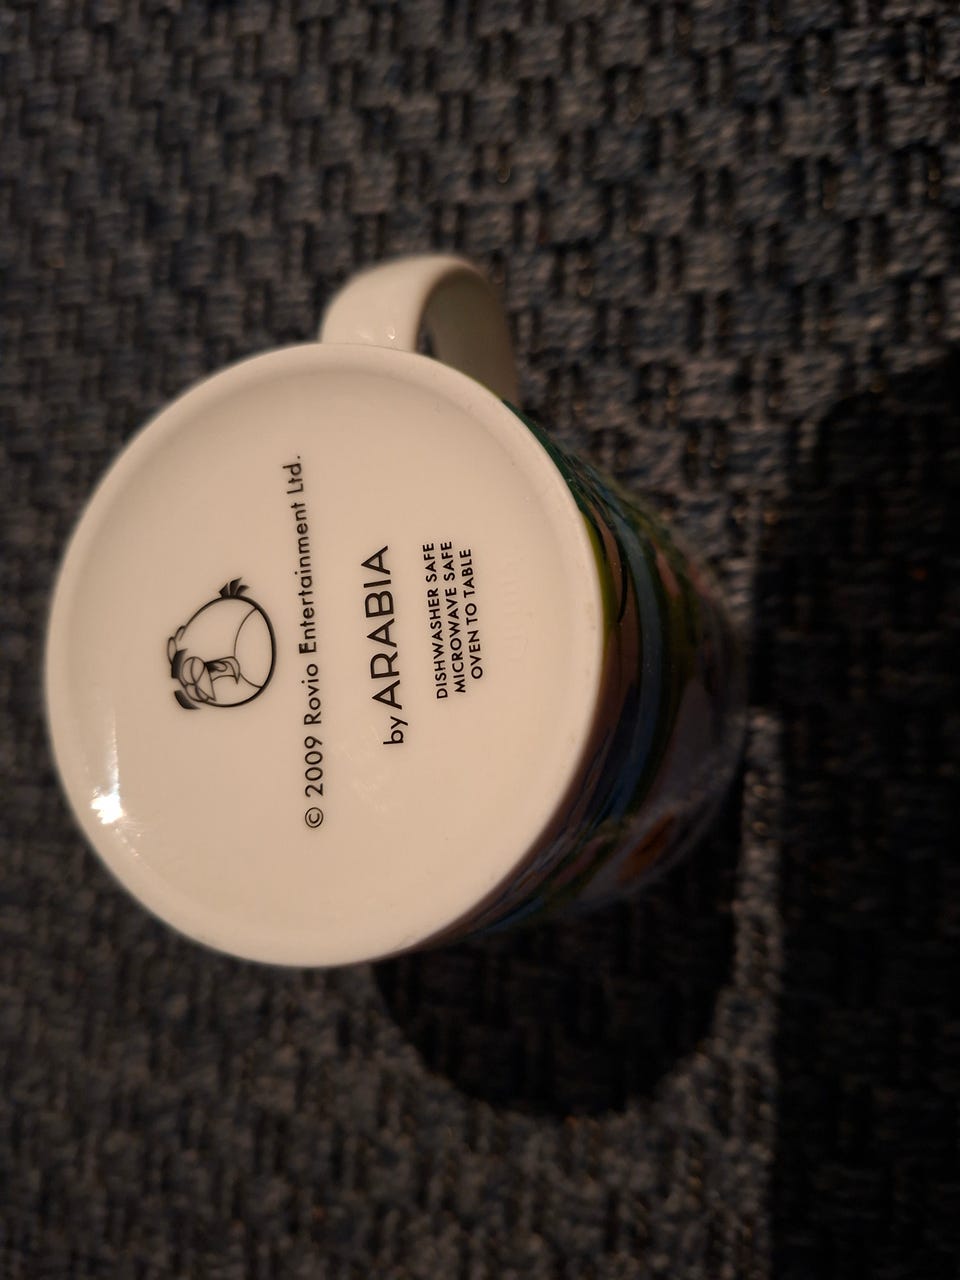 © 2009 Rovio Entertainment Ltd.
by ARABIA
DISHWASHER SAFE
MICROWAVE SAFE
OVEN TO TABLE